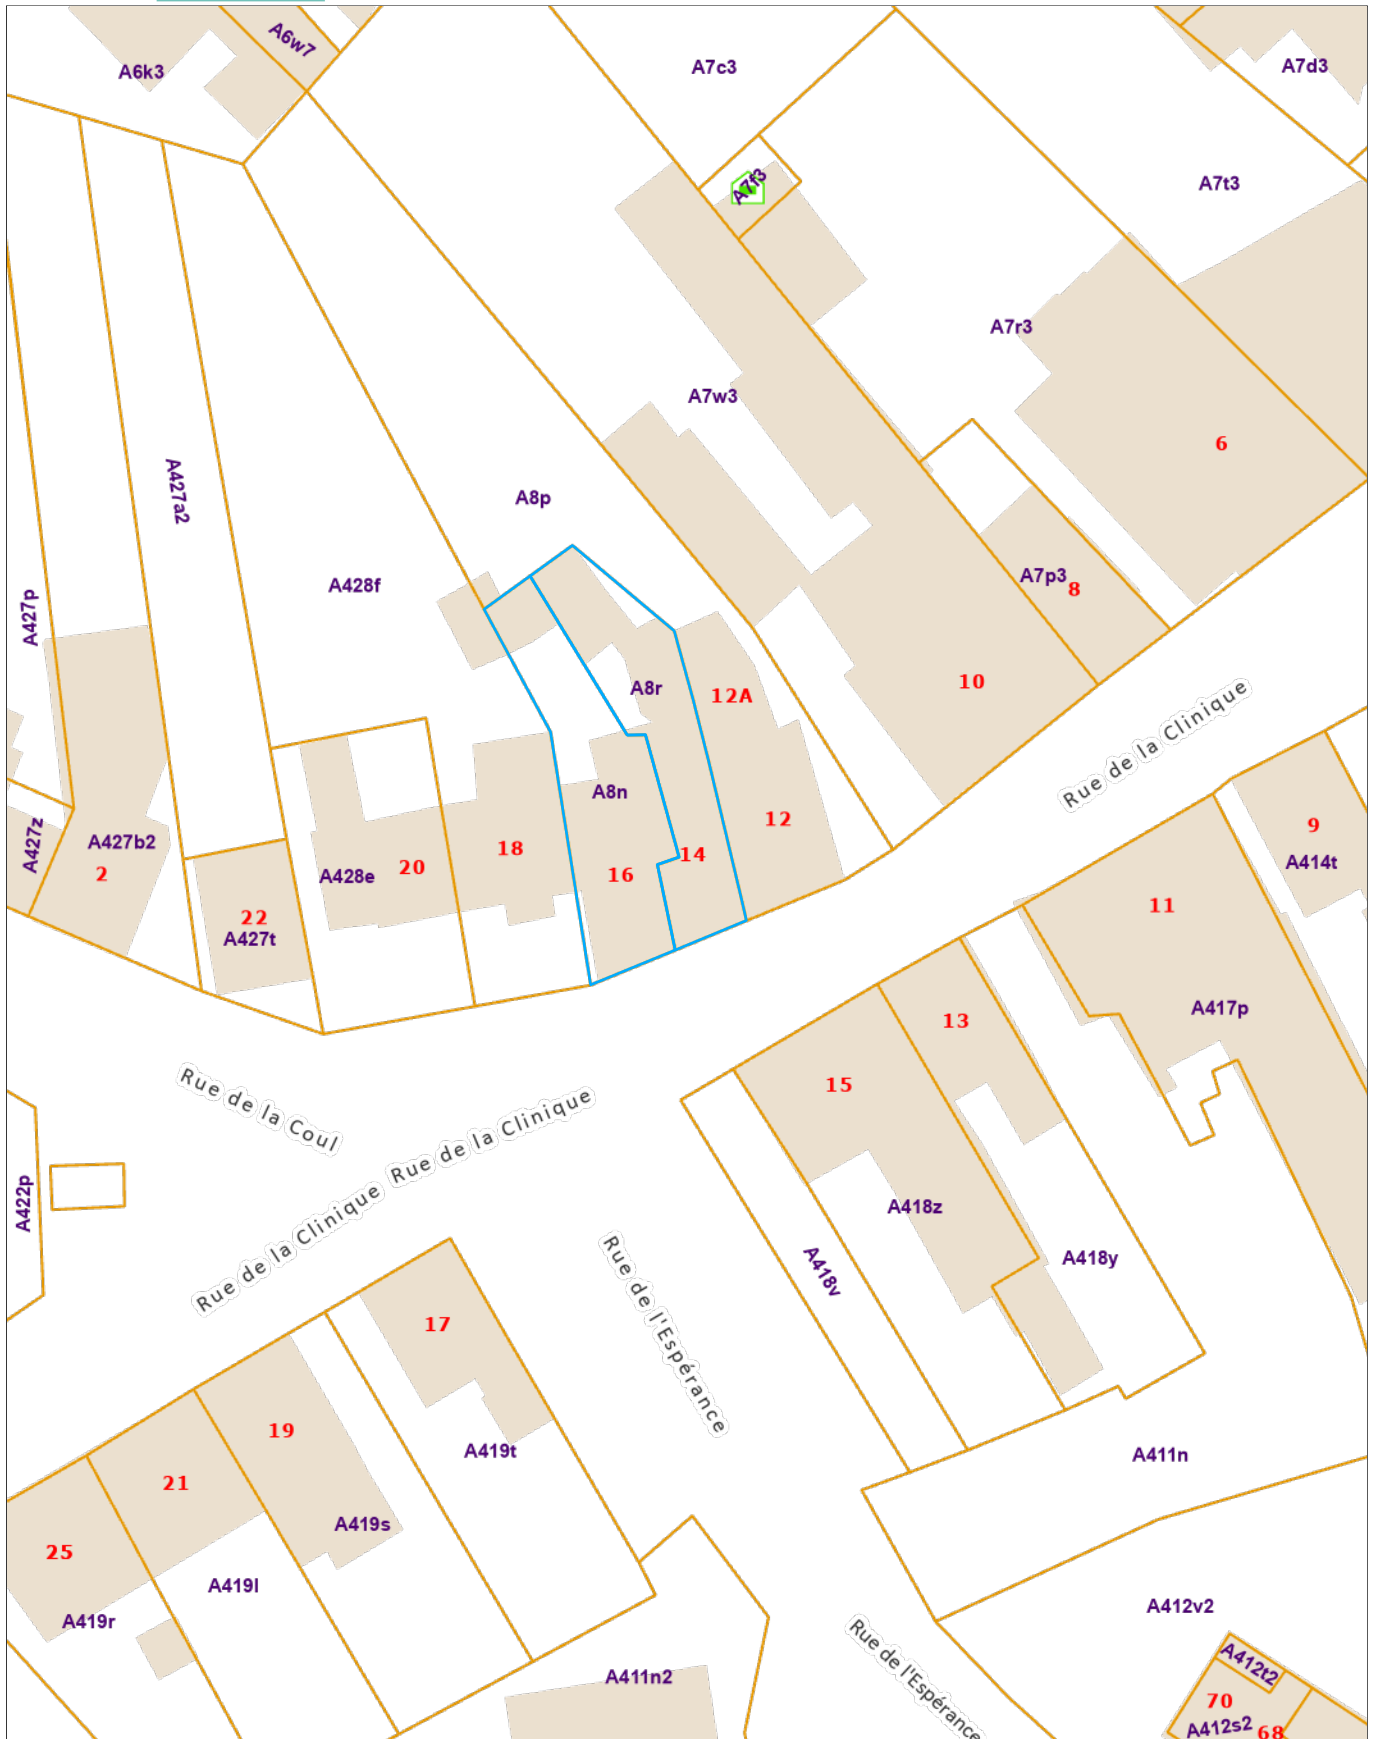 A6w7
A6k3
A7c3
A7d3
A7f3
A7t3
A7r3
A7w3
6
A427a2
A8p
A7p3
8
A427p
A428f
10
A8r
12A
Rue de la Clinique
A8n
12
9
A427z
A427b2
2
18
20
A428e
14
16
A414t
22
A427t
11
A417p
13
15
Rue de la Coul
Rue de la Clinique
Rue de la Clinique
A422p
A418z
A418v
A418y
Rue de l'Espérance
17
19
A419t
A411n
21
A419s
25
A419l
A419r
A412v2
Rue de l'Espérance
A411n2
A412t2
70
A412s2
68